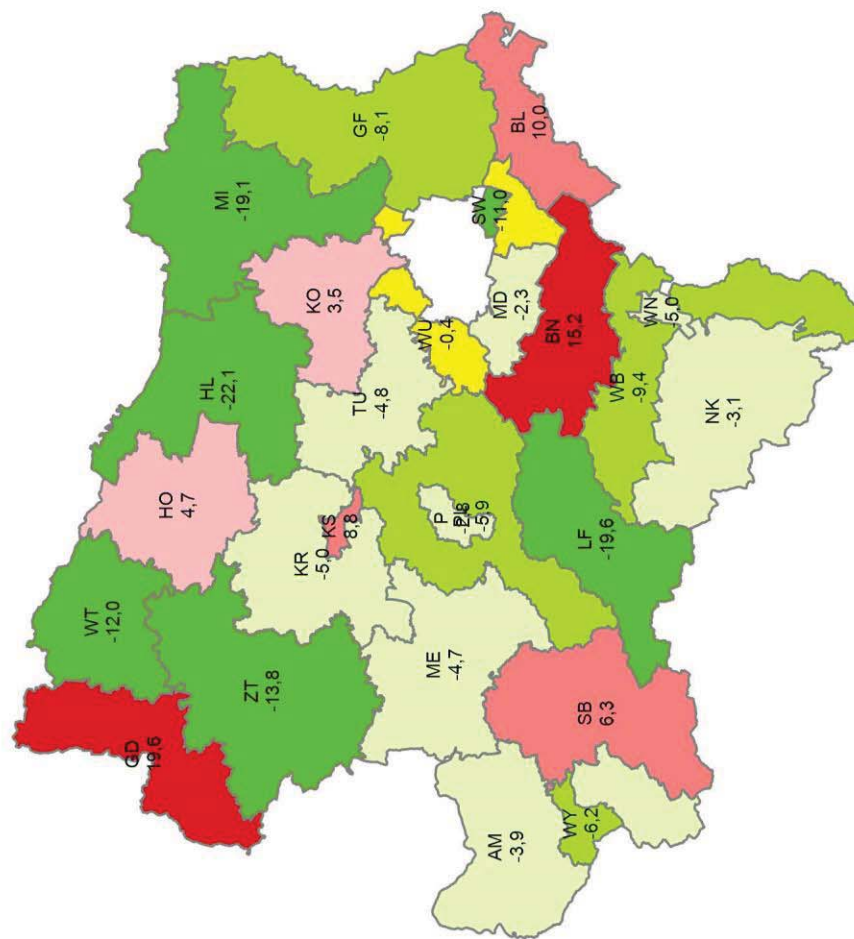 GD
19,6
WT
-12,0
ZT
-13,8
HO
4,7
HL
-22,1
MI
-19,1
KR
-5,0
KS
8,8
KO
3,5
GF
-8,1
TU
-4,8
WU
-0,4
P
-5,9
ME
-4,7
AM
-3,9
WY
-6,2
SB
6,3
LF
-19,6
BN
15,2
MD
-2,3
SW
-11,0
BL
10,0
WB
-9,4
WN
-5,0
NK
-3,1